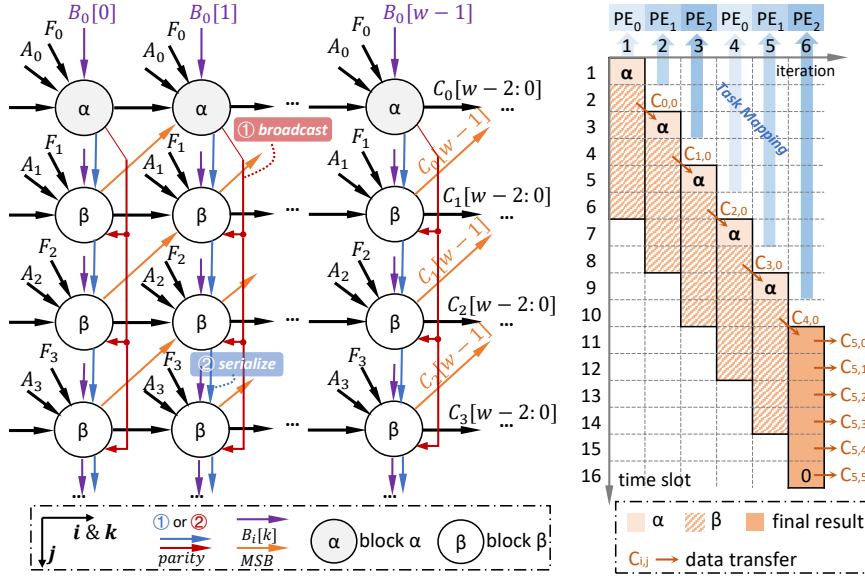 B₀[0] B₀[1] B₀[w−1]
F₀ F₀ F₀
A₀ A₀ A₀
α α ... α C₀[w−2:0] ...
① broadcast
F₁ F₁ F₁
A₁ A₁ A₁ C₀[w−1]
β β ... β C₁[w−2:0] ...
F₂ F₂ F₂
A₂ A₂ A₂ C₁[w−1]
β β ... β C₂[w−2:0] ...
② serialize
F₃ F₃ F₃
A₃ A₃ A₃ C₂[w−1]
β β ... β C₃[w−2:0] ...
... ... ...
i & k
j
① or ②
parity
Bᵢ[k]
MSB
α block α
β block β
PE₀ PE₁ PE₂ PE₀ PE₁ PE₂
1 2 3 4 5 6
iteration
1 α
2 C₀,₀
3 α
4 C₁,₀
5 α
6 C₂,₀
7 α
8 C₃,₀
9 α
10 C₄,₀
11 C₅,₀
12 C₅,₁
13 C₅,₂
14 C₅,₃
15 C₅,₄
16 time slot 0 C₅,₅
Task Mapping
α β final result
Cᵢ,ⱼ data transfer